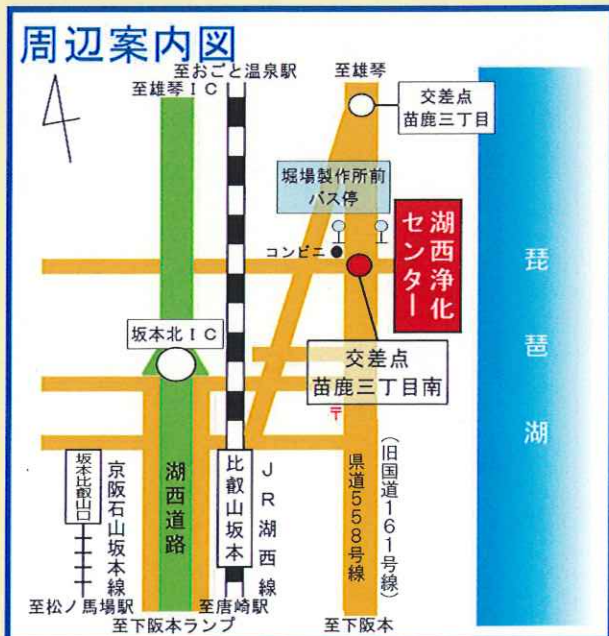 周辺案内図
至おごと温泉駅
至雄琴IC
至雄琴
交差点
苗鹿三丁目
堀場製作所前
バス停
コンビニ
湖西浄化
センター
琵琶湖
坂本北IC
交差点
苗鹿三丁目南
〒
坂本比叡山口
京阪石山坂本線
湖西道路
比叡山坂本
JR湖西線
県道558号線
(旧国道161号線)
至松ノ馬場駅
至唐崎駅
至下阪本ランプ
至下阪本